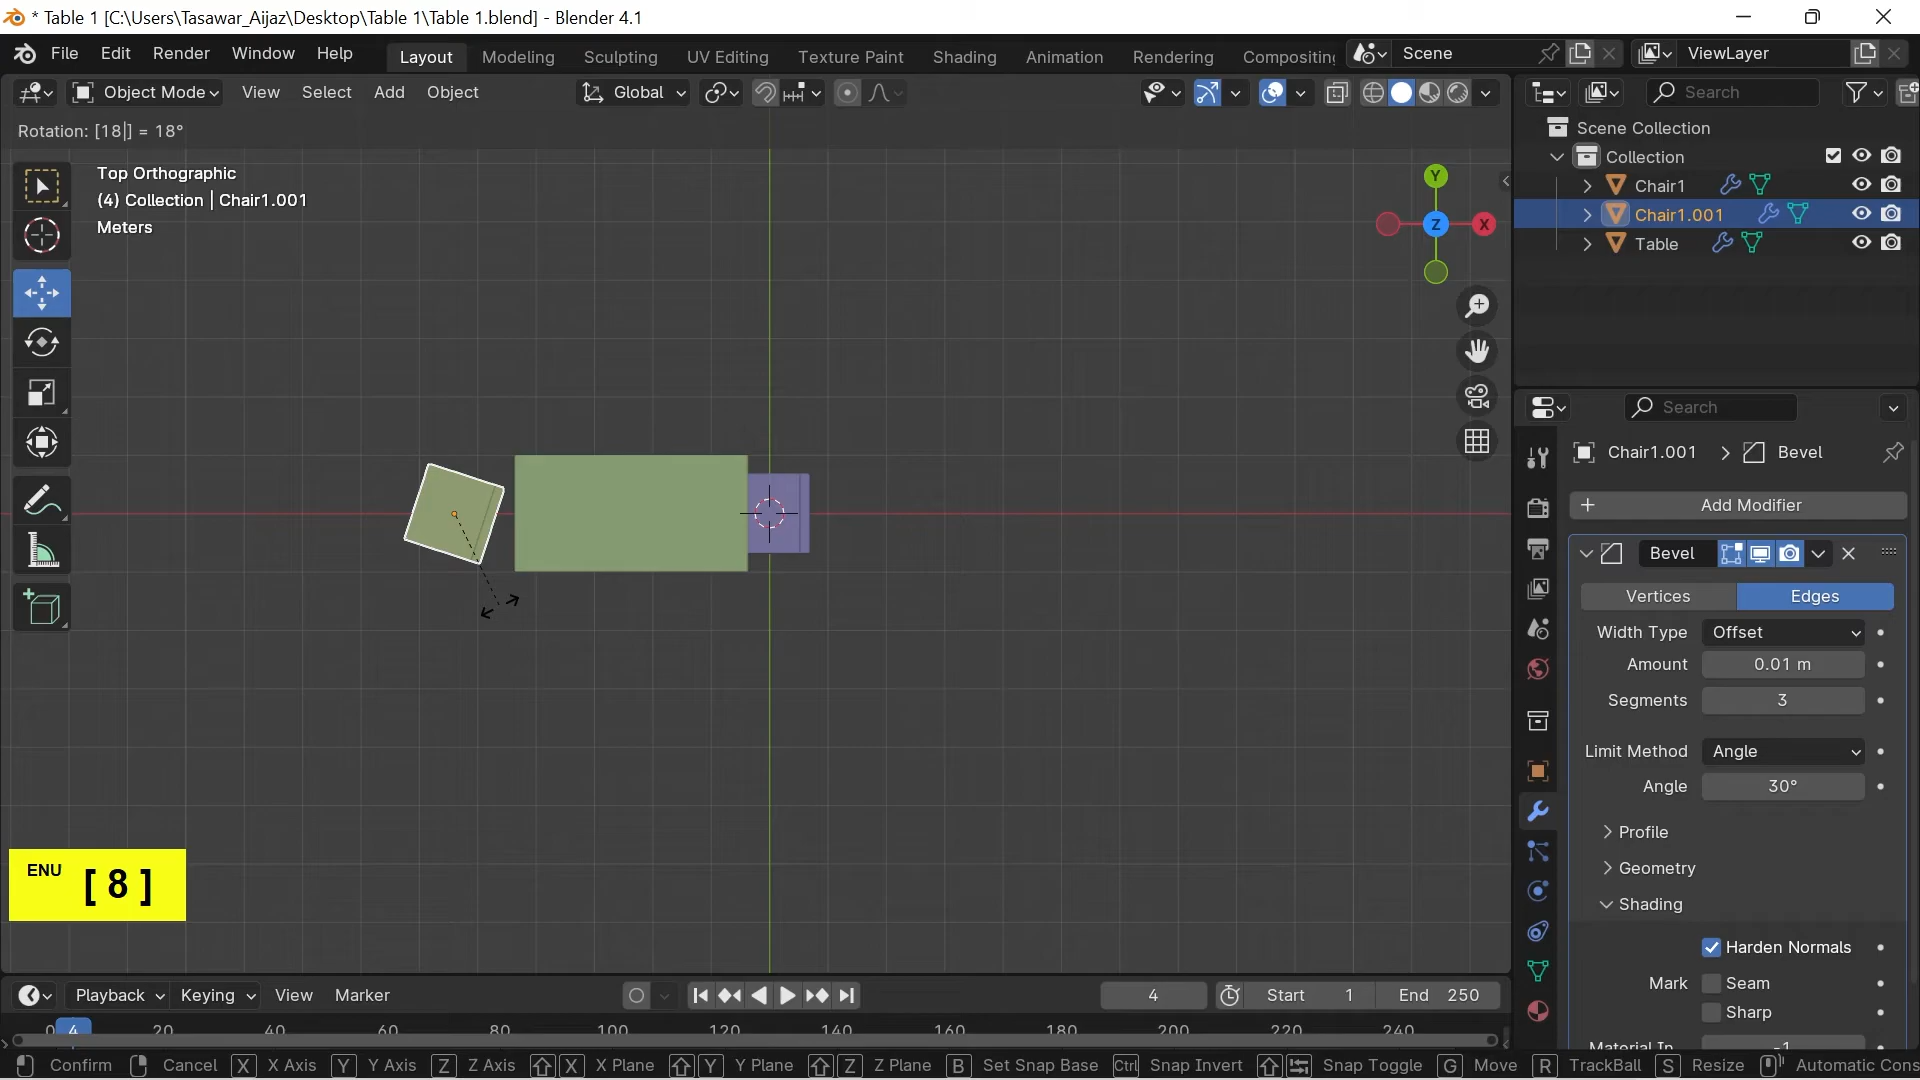 * Table 1 [C:\Users\Tasawar_Aijaz\Desktop\Table 1\Table 1.blend] - Blender 4.1
File Edit Render Window Help Layout Modeling Sculpting UV Editing Texture Paint Shading Animation Rendering Compositin Scene ViewLayer
Object Mode View Select Add Object Global Search
Rotation: [18|] = 18°
Top Orthographic
(4) Collection | Chair1.001
Meters
Y
X
Z
Scene Collection
Collection
Chair1
Chair1.001
Table
Search
Chair1.001 > Bevel
+ Add Modifier
Bevel
Vertices Edges
Width Type Offset
Amount 0.01 m
Segments 3
Limit Method Angle
Angle 30°
Profile
Geometry
Shading
Harden Normals
Mark Seam
Sharp
Material In -1
ENU [ 8 ]
Playback Keying View Marker 4 Start 1 End 250
0 4 20 40 60 80 100 120 140 160 180 200 220 240
Confirm Cancel X X Axis Y Y Axis Z Z Axis X X Plane Y Y Plane Z Z Plane B Set Snap Base Ctrl Snap Invert Snap Toggle G Move R TrackBall S Resize Automatic Cons